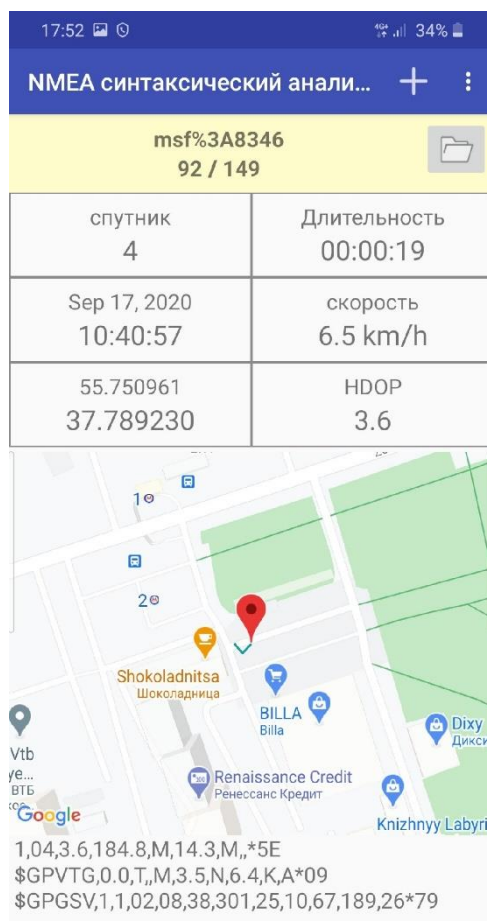 17:52
4G+ 34%
NMEA синтаксический анали...
msf%3A8346
92 / 149
спутник
4
Длительность
00:00:19
Sep 17, 2020
10:40:57
скорость
6.5 km/h
55.750961
37.789230
HDOP
3.6
1
2
Shokoladnitsa
Шоколадница
BILLA
Billa
Dixy
Дикси
Vtb
ВТБ
Renaissance Credit
Ренессанс Кредит
Knizhnyy Labyri
Google
1,04,3.6,184.8,M,14.3,M,,*5E
$GPVTG,0.0,T,,M,3.5,N,6.4,K,A*09
$GPGSV,1,1,02,08,38,301,25,10,67,189,26*79